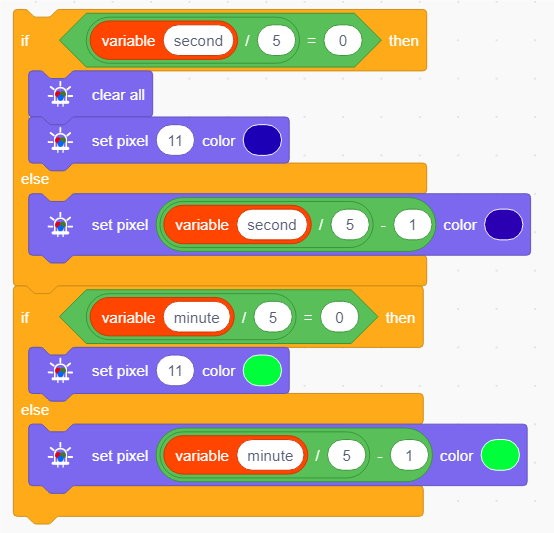 if variable second / 5 = 0 then
clear all
set pixel 11 color
else
set pixel variable second / 5 - 1 color
if variable minute / 5 = 0 then
set pixel 11 color
else
set pixel variable minute / 5 - 1 color